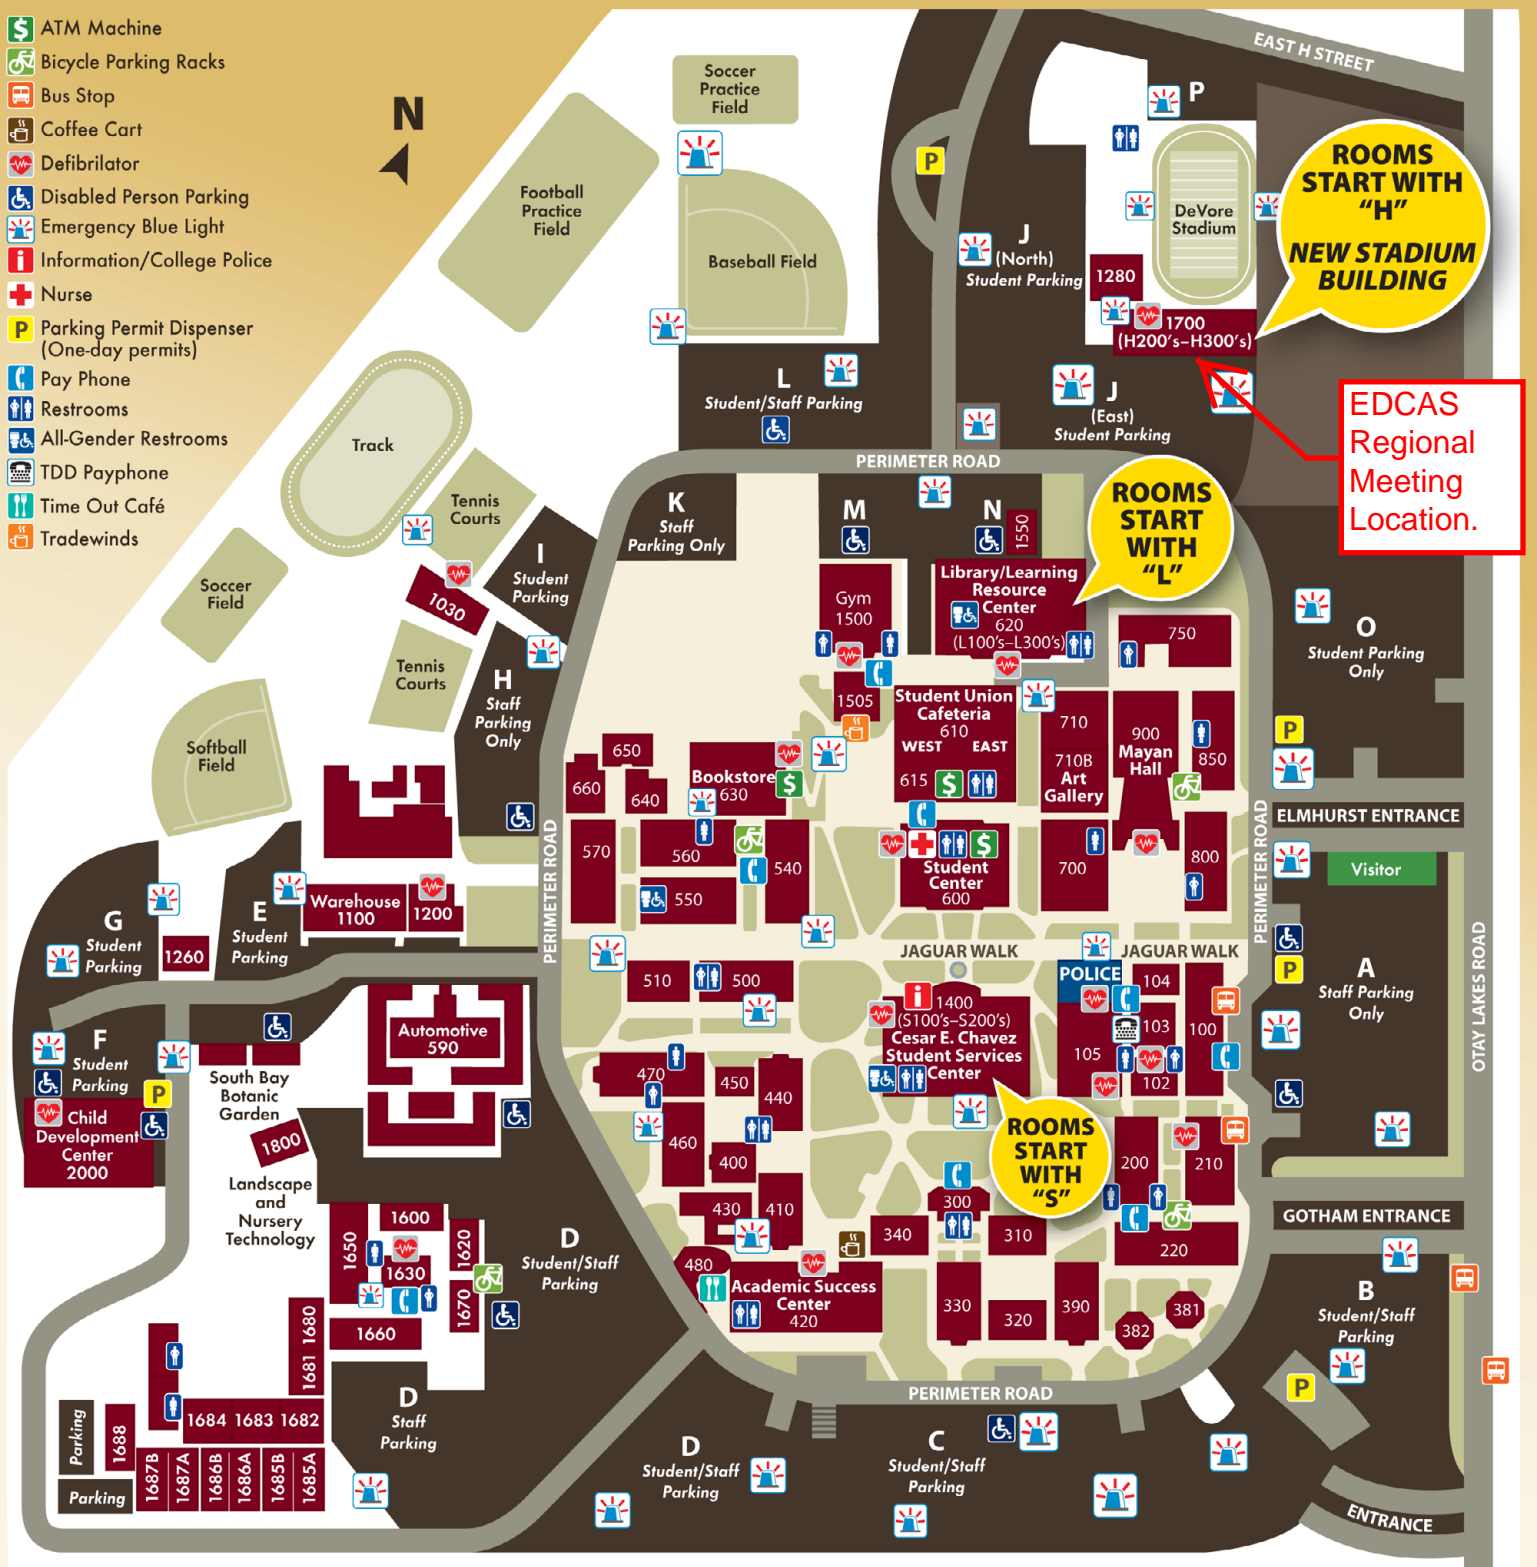 ATM Machine
Bicycle Parking Racks
Bus Stop
Coffee Cart
Defibrilator
Disabled Person Parking
Emergency Blue Light
Information/College Police
Nurse
Parking Permit Dispenser
(One-day permits)
Pay Phone
Restrooms
All-Gender Restrooms
TDD Payphone
Time Out Café
Tradewinds
N
EAST H STREET
Soccer
Practice
Field
P
P
Football
Practice
Field
Baseball Field
DeVore
Stadium
ROOMS
START WITH
"H"
NEW STADIUM
BUILDING
J
(North)
Student Parking
1280
1700
(H200's–H300's)
L
Student/Staff Parking
J
(East)
Student Parking
EDCAS
Regional
Meeting
Location.
Track
PERIMETER ROAD
Tennis
Courts
K
Staff
Parking Only
M
N
1550
ROOMS
START
WITH
"L"
I
Student
Parking
Soccer
Field
1030
Gym
1500
Library/Learning
Resource
Center
620
(L100's–L300's)
750
O
Student Parking
Only
Tennis
Courts
H
Staff
Parking
Only
1505
Student Union
Cafeteria
610
WEST EAST
615
710
710B
Art
Gallery
900
Mayan
Hall
850
P
Softball
Field
650
660
640
Bookstore
630
ELMHURST ENTRANCE
PERIMETER ROAD
PERIMETER ROAD
570
560
550
540
Student
Center
600
700
800
Visitor
Warehouse
1100
1200
G
Student
Parking
E
Student
Parking
1260
JAGUAR WALK
JAGUAR WALK
OTAY LAKES ROAD
510
500
POLICE
104
103
100
105
102
P
A
Staff Parking
Only
1400
(S100's–S200's)
Cesar E. Chavez
Student Services
Center
F
Student
Parking
P
Automotive
590
South Bay
Botanic
Garden
Child
Development
Center
2000
1800
Landscape
and
Nursery
Technology
470
450
440
460
400
430
410
ROOMS
START
WITH
"S"
200
210
300
340
310
220
GOTHAM ENTRANCE
1600
1650
1620
1630
1670
1680
1660
1681
D
Student/Staff
Parking
480
Academic Success
Center
420
330
320
390
382
381
B
Student/Staff
Parking
P
PERIMETER ROAD
D
Staff
Parking
Parking
1688
1684 1683 1682
1687B
1687A
1686B
1686A
1685B
1685A
Parking
D
Student/Staff
Parking
C
Student/Staff
Parking
ENTRANCE